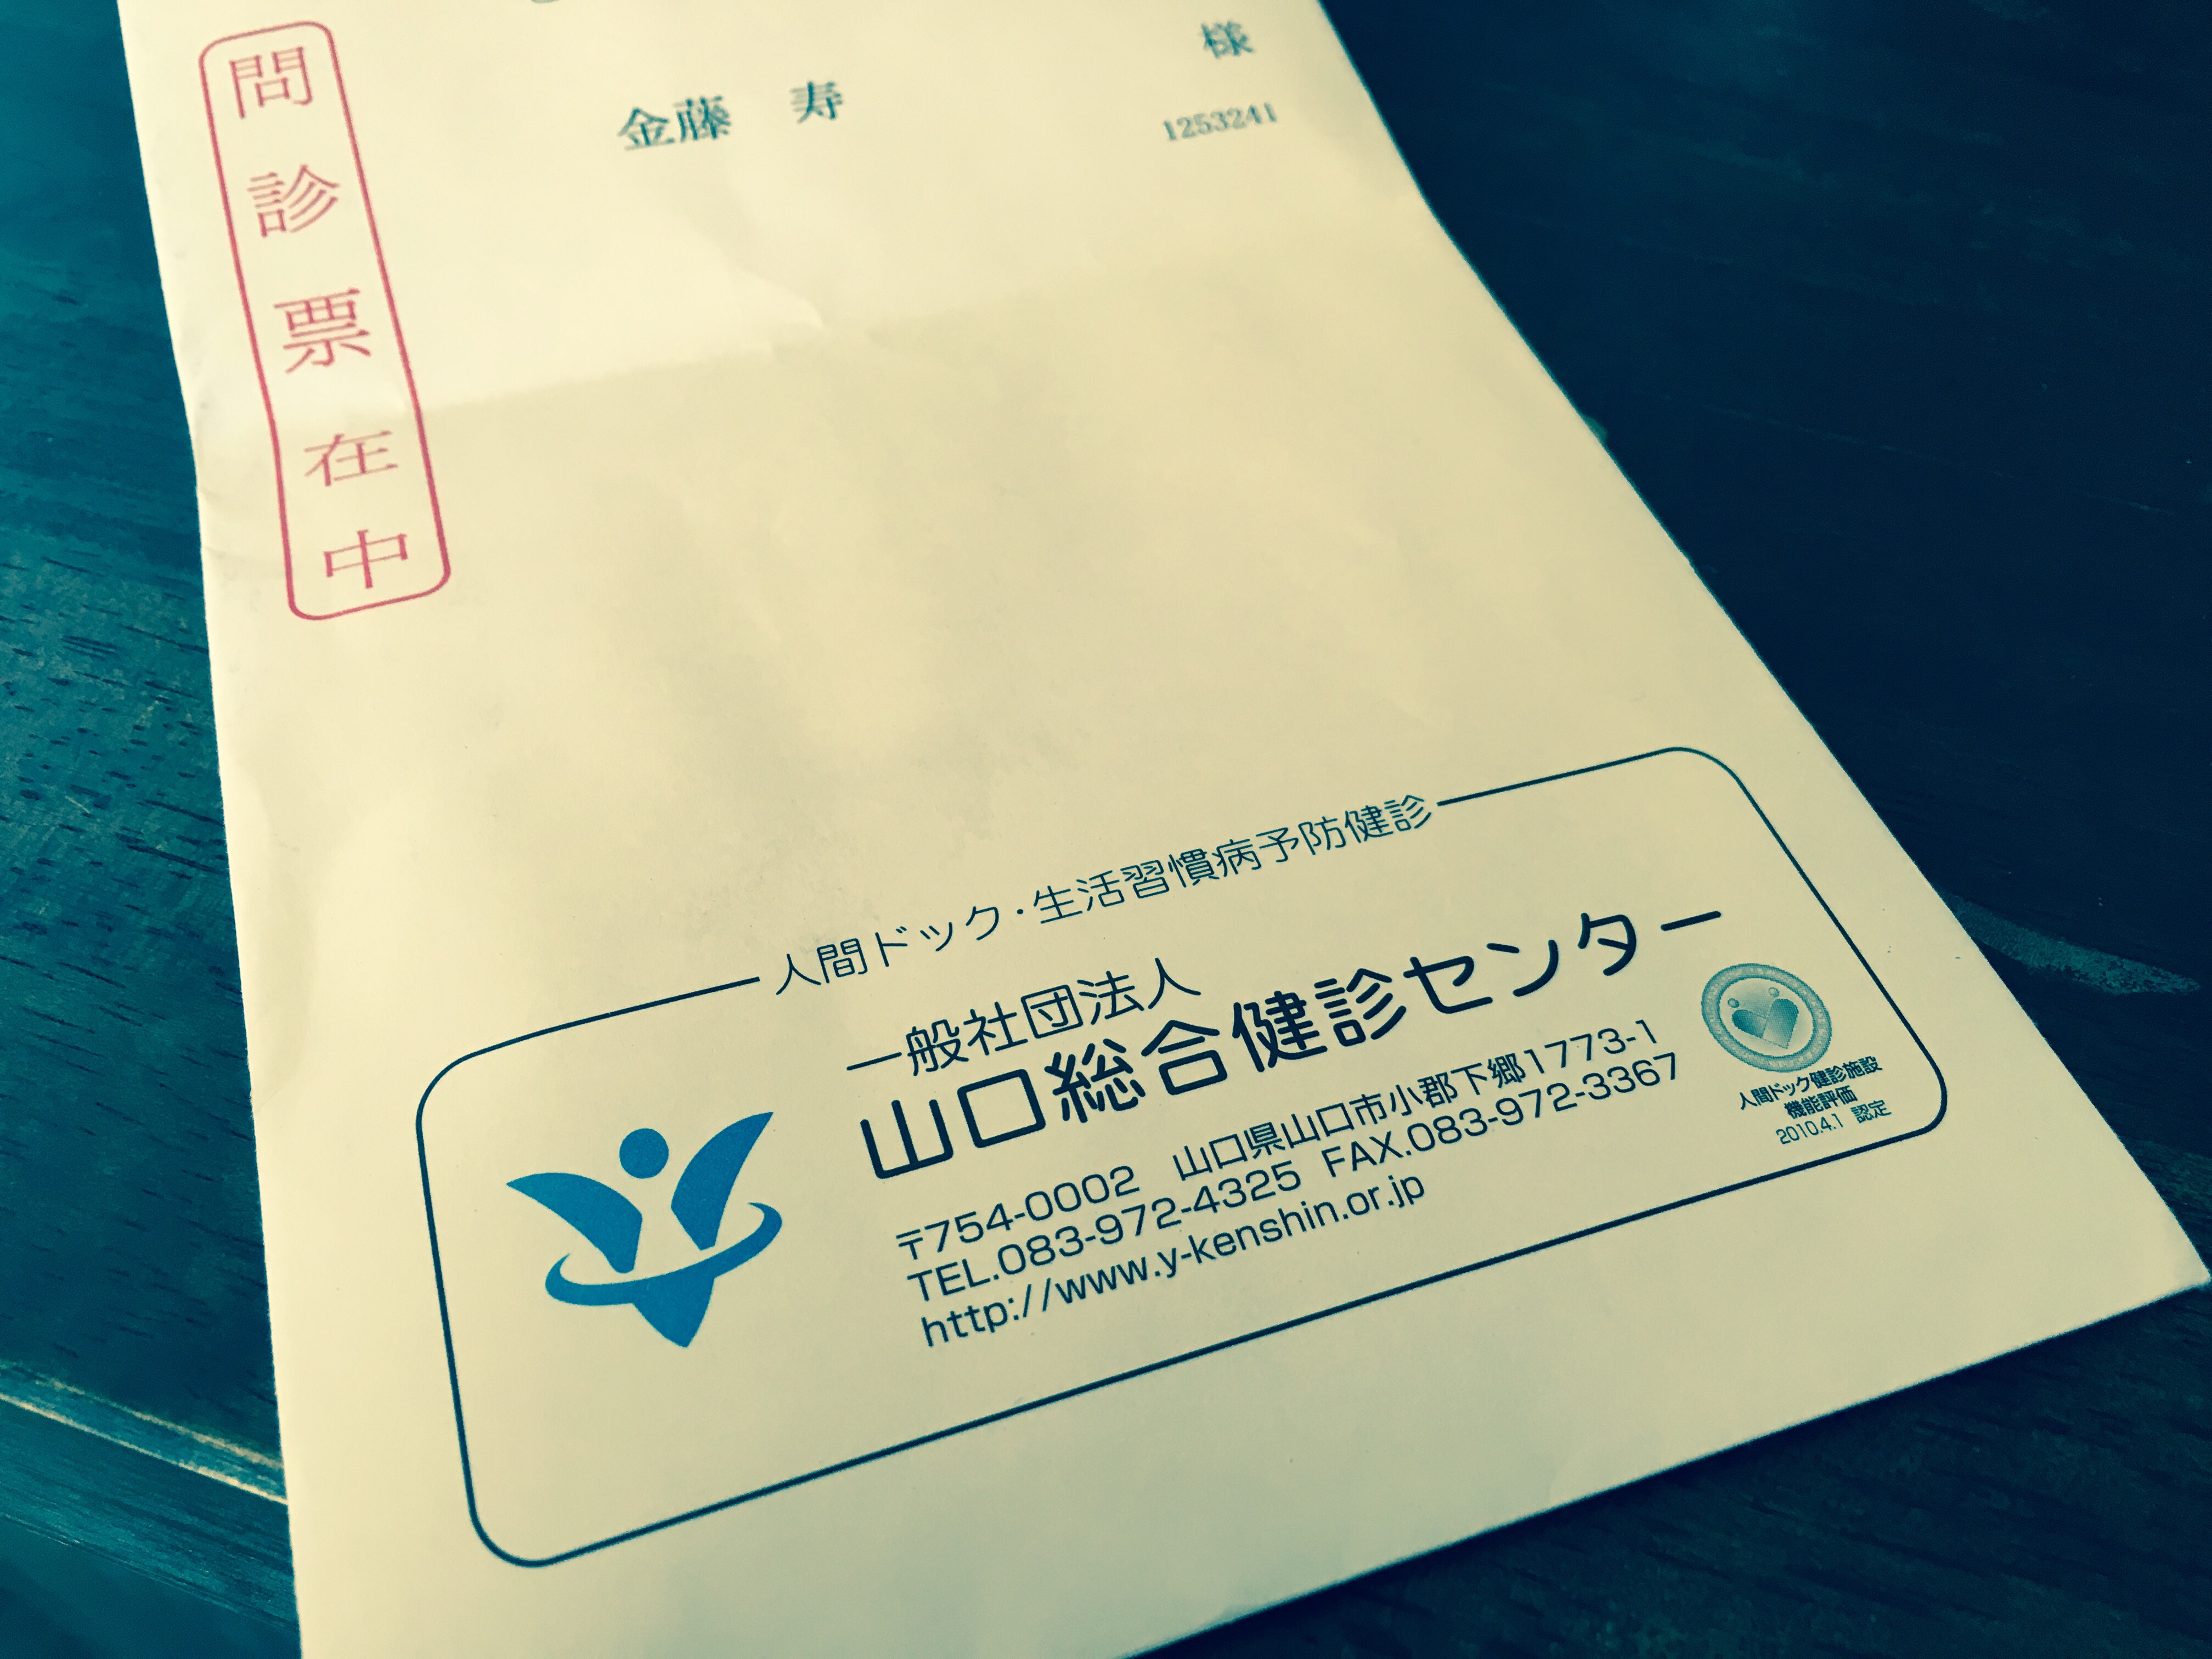 問診票在中
様
金藤 寿
1253241
人間ドック・生活習慣病予防健診
一般社団法人
山口総合健診センター
〒754-0002 山口県山口市小郡下郷1773-1
TEL.083-972-4325 FAX.083-972-3367
http://www.y-kenshin.or.jp
人間ドック健診施設
機能評価
2010.4.1 認定